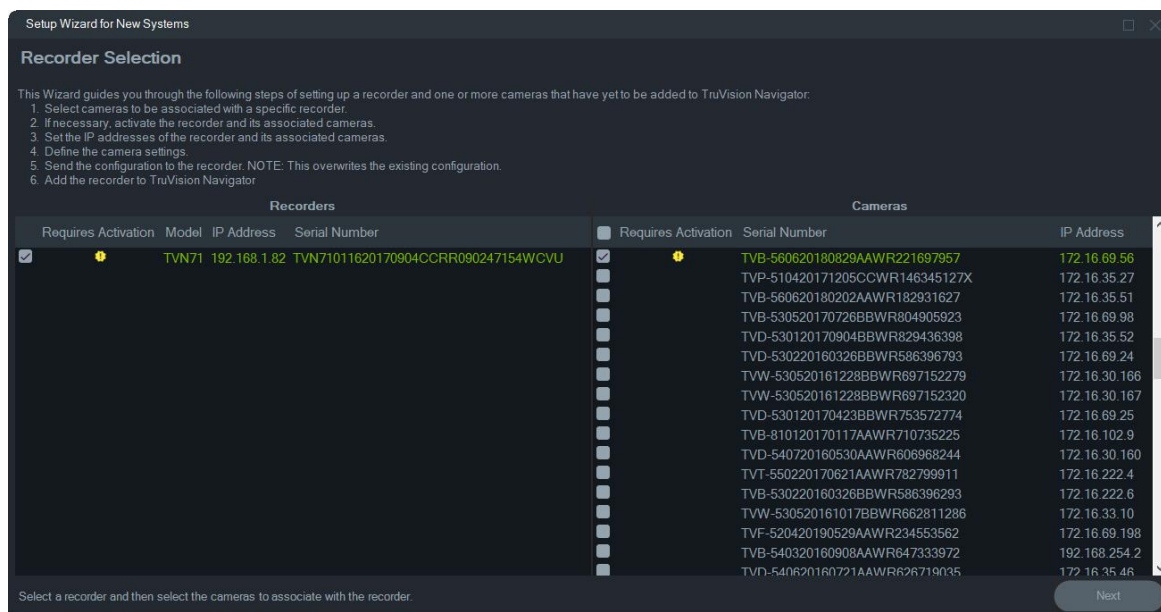 Setup Wizard for New Systems
Recorder Selection
This Wizard guides you through the following steps of setting up a recorder and one or more cameras that have yet to be added to TruVision Navigator:
1. Select cameras to be associated with a specific recorder.
2. If necessary, activate the recorder and its associated cameras.
3. Set the IP addresses of the recorder and its associated cameras.
4. Define the camera settings.
5. Send the configuration to the recorder. NOTE: This overwrites the existing configuration.
6. Add the recorder to TruVision Navigator
Recorders
Requires Activation Model IP Address Serial Number
TVN71 192.168.1.82 TVN71011620170904CCRR090247154WCVU
Cameras
Requires Activation Serial Number IP Address
TVB-560620180829AAWR221697957 172.16.69.56
TVP-510420171205CCWR146345127X 172.16.35.27
TVB-560620180202AAWR182931627 172.16.35.51
TVB-530520170726BBWR804905923 172.16.69.98
TVD-530120170904BBWR829436398 172.16.35.52
TVD-530220160326BBWR586396793 172.16.69.24
TVW-530520161228BBWR697152279 172.16.30.166
TVW-530520161228BBWR697152320 172.16.30.167
TVD-530120170423BBWR753572774 172.16.69.25
TVB-810120170117AAWR710735225 172.16.102.9
TVD-540720160530AAWR606968244 172.16.30.160
TVT-550220170621AAWR782799911 172.16.222.4
TVB-530220160326BBWR586396293 172.16.222.6
TVW-530520161017BBWR662811286 172.16.33.10
TVF-520420190529AAWR234553562 172.16.69.198
TVB-540320160908AAWR647333972 192.168.254.2
TVD-540620160721AAWR626719035 172.16.35.46
Select a recorder and then select the cameras to associate with the recorder.
Next